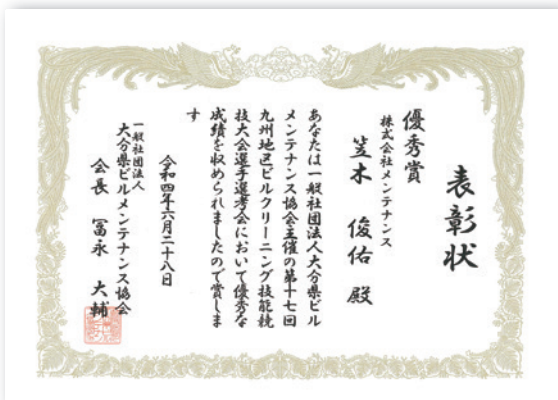 表彰状
優秀賞
株式会社メンテナンス
笠木 俊佑 殿
あなたは一般社団法人大分県ビル
メンテナンス協会主催の第十七回
九州地区ビルクリーニング技能競
技大会選手選考会において優秀な
成績を収められましたので賞しま
す
令和四年六月二十八日
一般社団法人
大分県ビルメンテナンス協会
会長 冨永 大輔